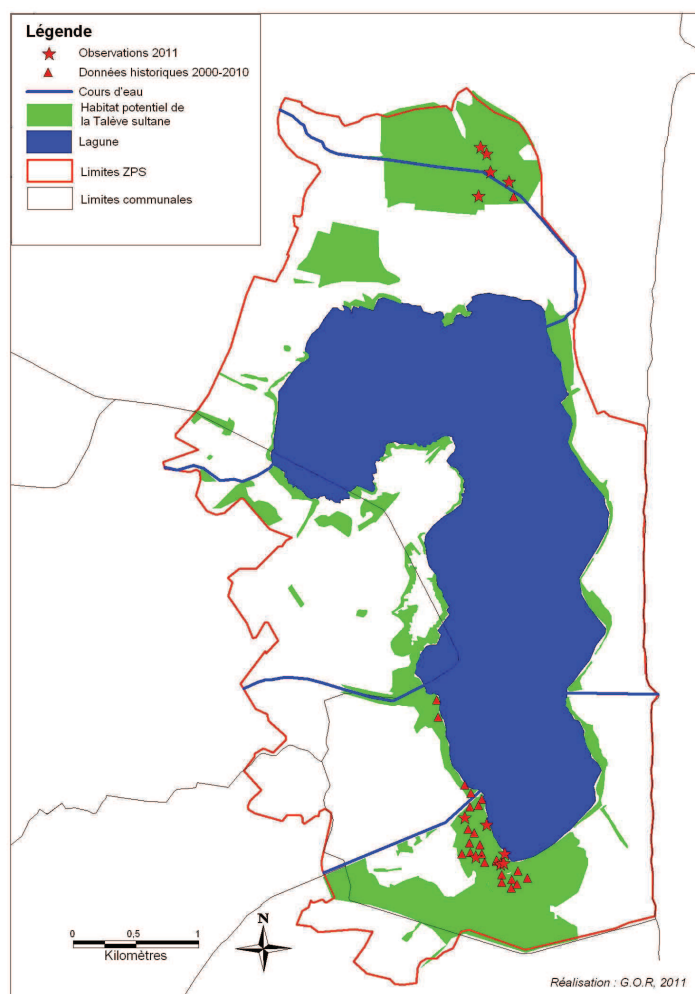 Légende
Observations 2011
Données historiques 2000-2010
Cours d'eau
Habitat potentiel de
la Talève sultane
Lagune
Limites ZPS
Limites communales
N
0 0,5 1
Kilomètres
Réalisation : G.O.R, 2011